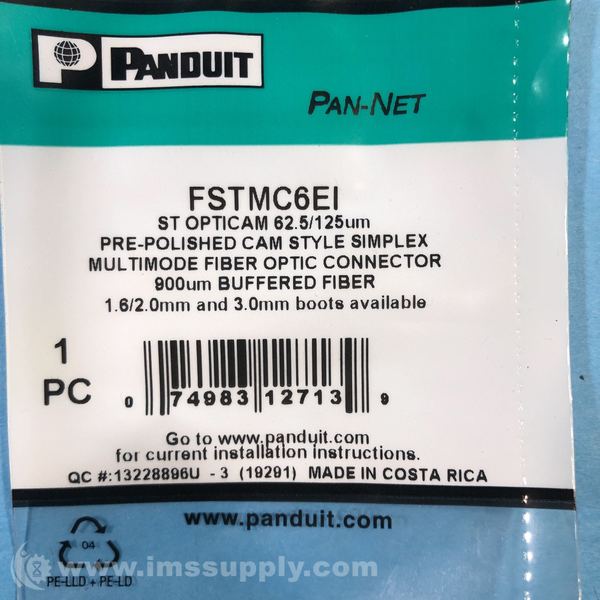 P PANDUIT
PAN-NET
FSTMC6EI
ST OPTICAM 62.5/125um
PRE-POLISHED CAM STYLE SIMPLEX
MULTIMODE FIBER OPTIC CONNECTOR
900um BUFFERED FIBER
1.6/2.0mm and 3.0mm boots available
1
PC
0 74983 12713 9
Go to www.panduit.com
for current installation instructions.
QC #:13228896U - 3 (19291) MADE IN COSTA RICA
www.panduit.com
04
PE-LLD + PE-LD
www.imssupply.com